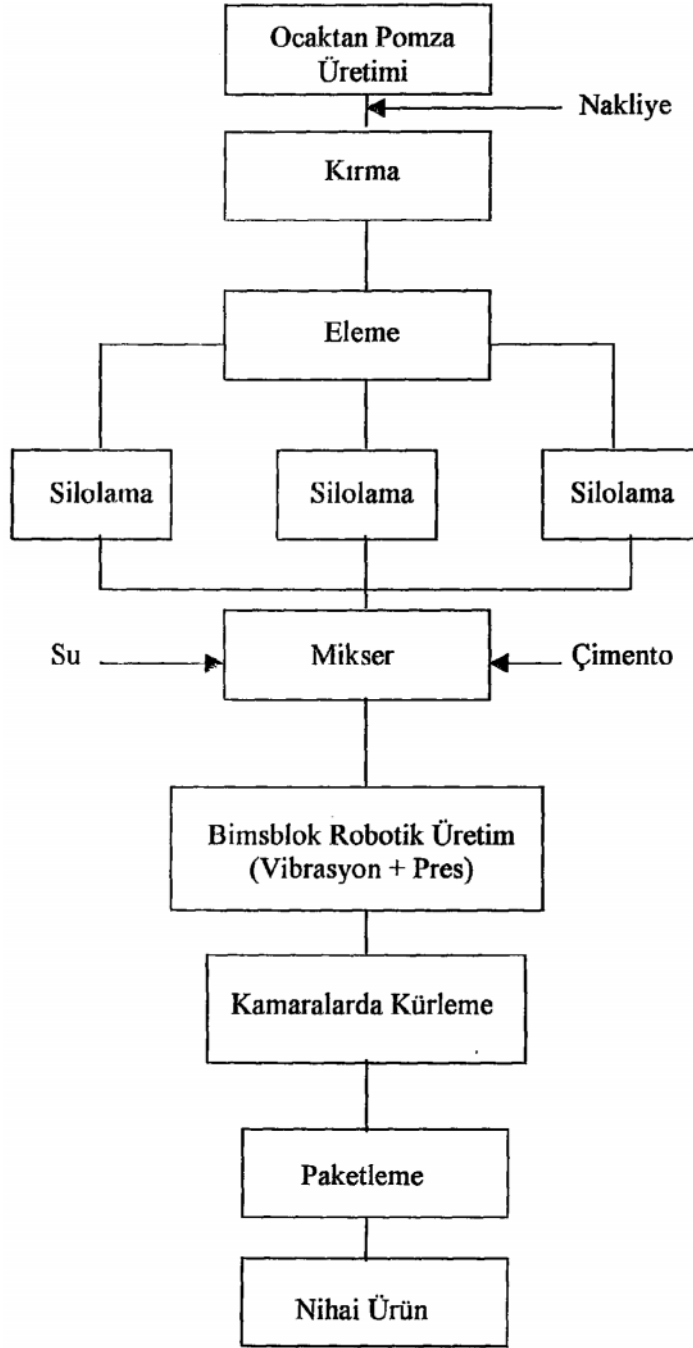 Ocaktan Pomza
Üretimi
Nakliye
Kırma
Eleme
Silolama
Silolama
Silolama
Su
Mikser
Çimento
Bimsblok Robotik Üretim
(Vibrasyon + Pres)
Kamaralarda Kürleme
Paketleme
Nihai Ürün